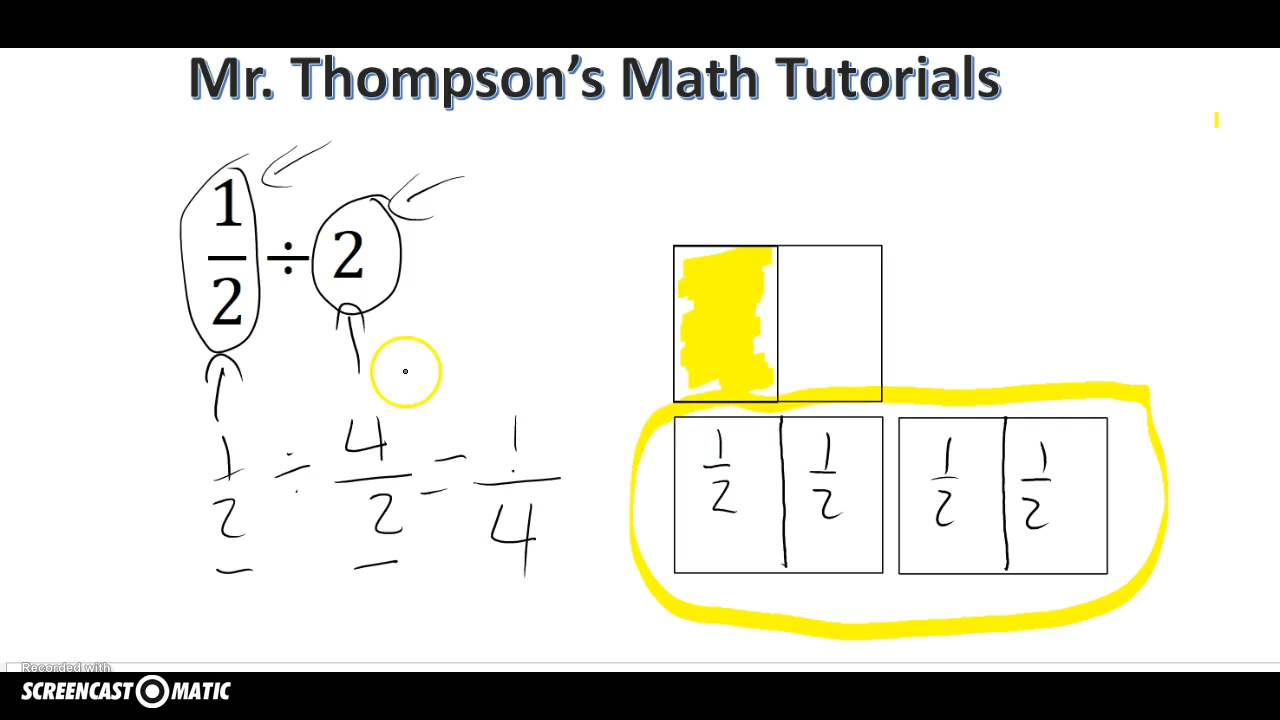 Mr. Thompson's Math Tutorials
1/2 ÷ 2
1/2 ÷ 4/2 = 1/4
1/2 1/2 1/2 1/2
Recorded with
SCREENCAST O MATIC